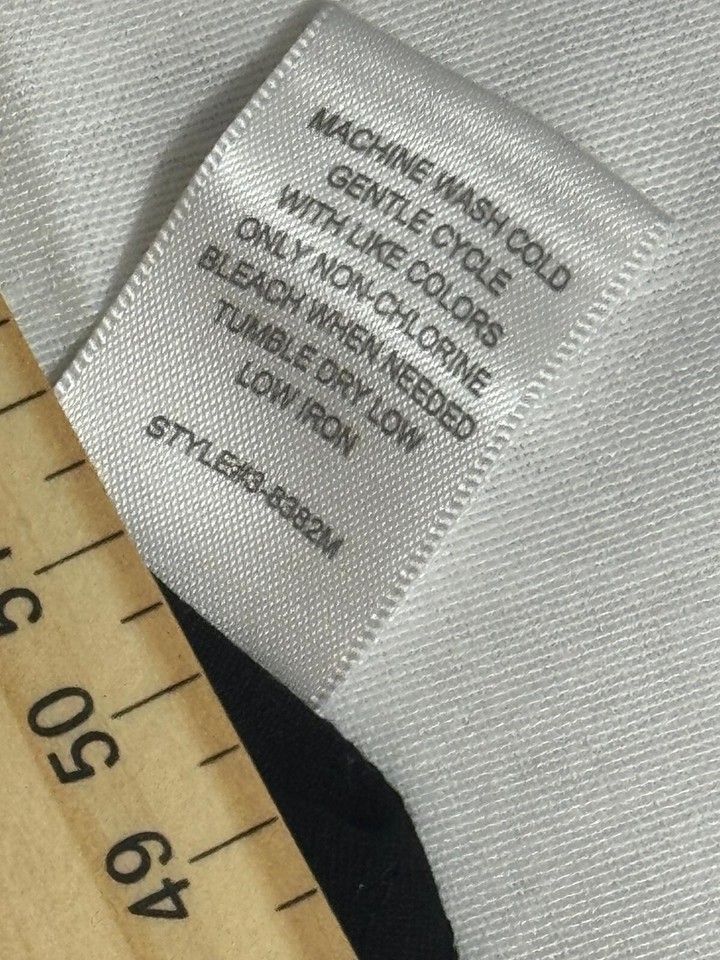 MACHINE WASH COLD
GENTLE CYCLE
WITH LIKE COLORS
ONLY NON-CHLORINE
BLEACH WHEN NEEDED
TUMBLE DRY LOW
LOW IRON
STYLE#3-8382M
51
50
49